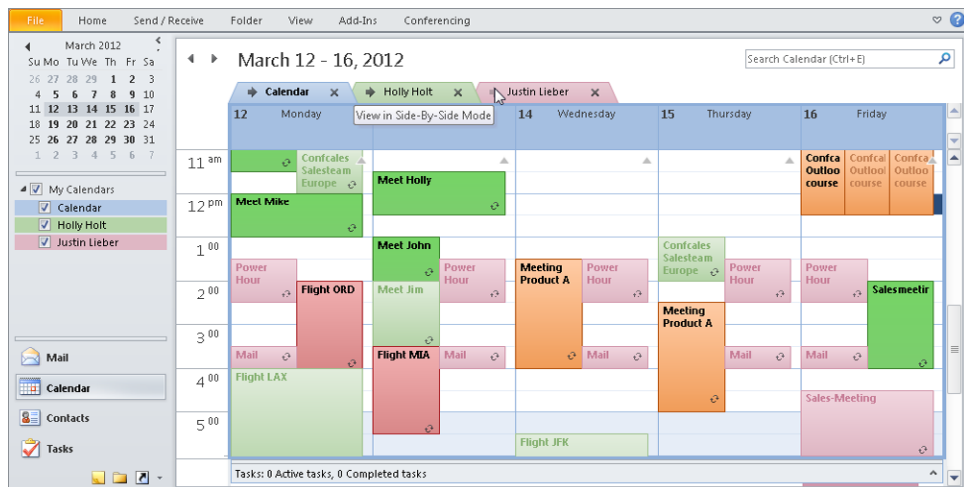 File Home Send / Receive Folder View Add-Ins Conferencing
March 2012
Su Mo Tu We Th Fr Sa
26 27 28 29 1 2 3
4 5 6 7 8 9 10
11 12 13 14 15 16 17
18 19 20 21 22 23 24
25 26 27 28 29 30 31
1 2 3 4 5 6 7
My Calendars
Calendar
Holly Holt
Justin Lieber
Mail
Calendar
Contacts
Tasks
March 12 - 16, 2012
Search Calendar (Ctrl+E)
Calendar x Holly Holt x Justin Lieber x
View in Side-By-Side Mode
12 Monday 14 Wednesday 15 Thursday 16 Friday
11 am
12 pm
1 00
2 00
3 00
4 00
5 00
Confcales
Salesteam
Europe
Meet Mike
Power
Hour
Flight ORD
Mail
Flight LAX
Meet Holly
Meet John
Power
Hour
Meet Jim
Flight MIA
Mail
Meeting
Product A
Power
Hour
Mail
Flight JFK
Confcales
Salesteam
Europe
Power
Hour
Meeting
Product A
Mail
Confca Confcal Confca
Outloo Outlool Outloo
course course course
Power
Hour
Salesmeetir
Mail
Sales-Meeting
Tasks: 0 Active tasks, 0 Completed tasks